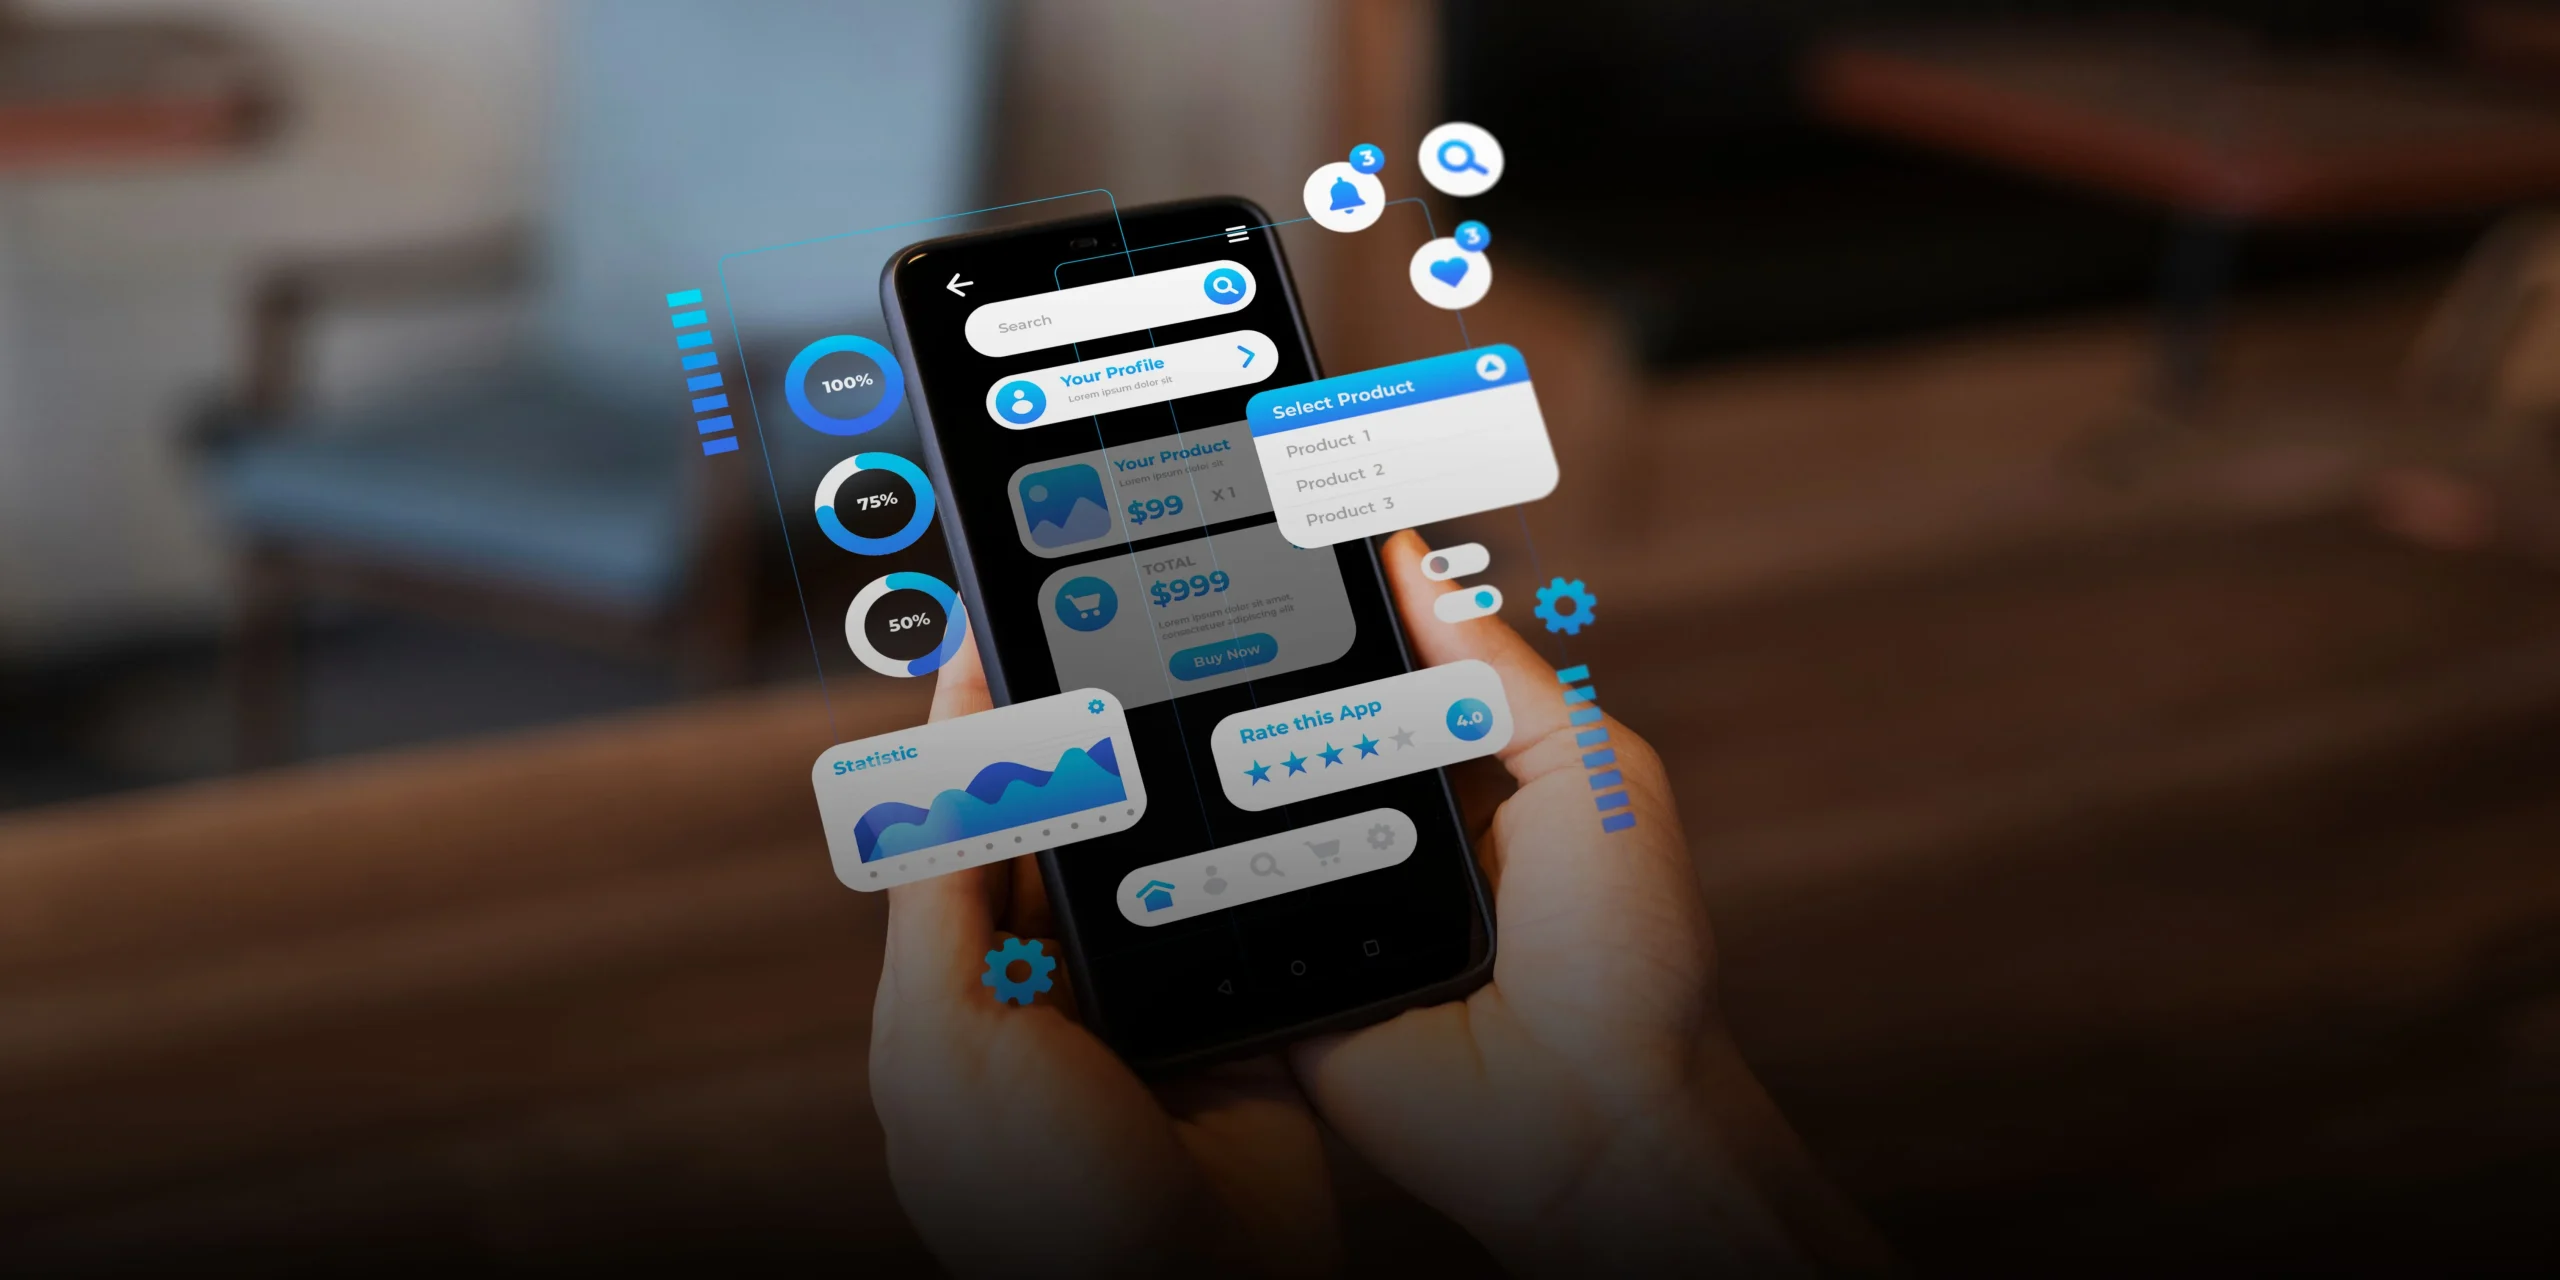 3
3
Search
Your Profile
Lorem ipsum dolor sit
100%
Select Product
Product 1
Product 2
Product 3
Your Product
Lorem ipsum dolor sit
$99
X 1
75%
TOTAL
$999
Lorem ipsum dolor sit amet,
consectetuer adipiscing elit
Buy Now
50%
Statistic
Rate this App
4.0